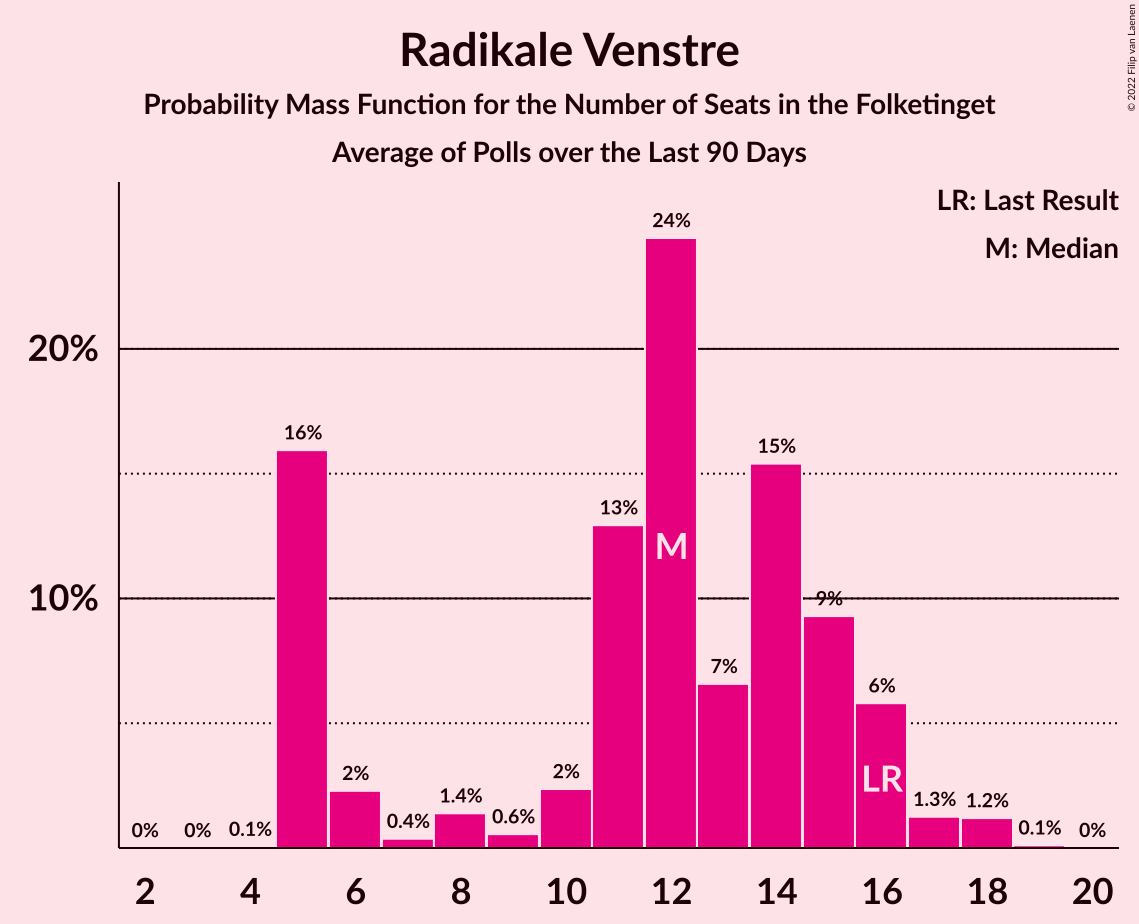 Radikale Venstre
Probability Mass Function for the Number of Seats in the Folketinget
Average of Polls over the Last 90 Days
© 2022 Filip van Laenen
LR: Last Result
M: Median
20%
10%
0%
0%
0.1%
16%
2%
0.4%
1.4%
0.6%
2%
13%
24%
M
7%
15%
9%
6%
LR
1.3%
1.2%
0.1%
0%
2 4 6 8 10 12 14 16 18 20